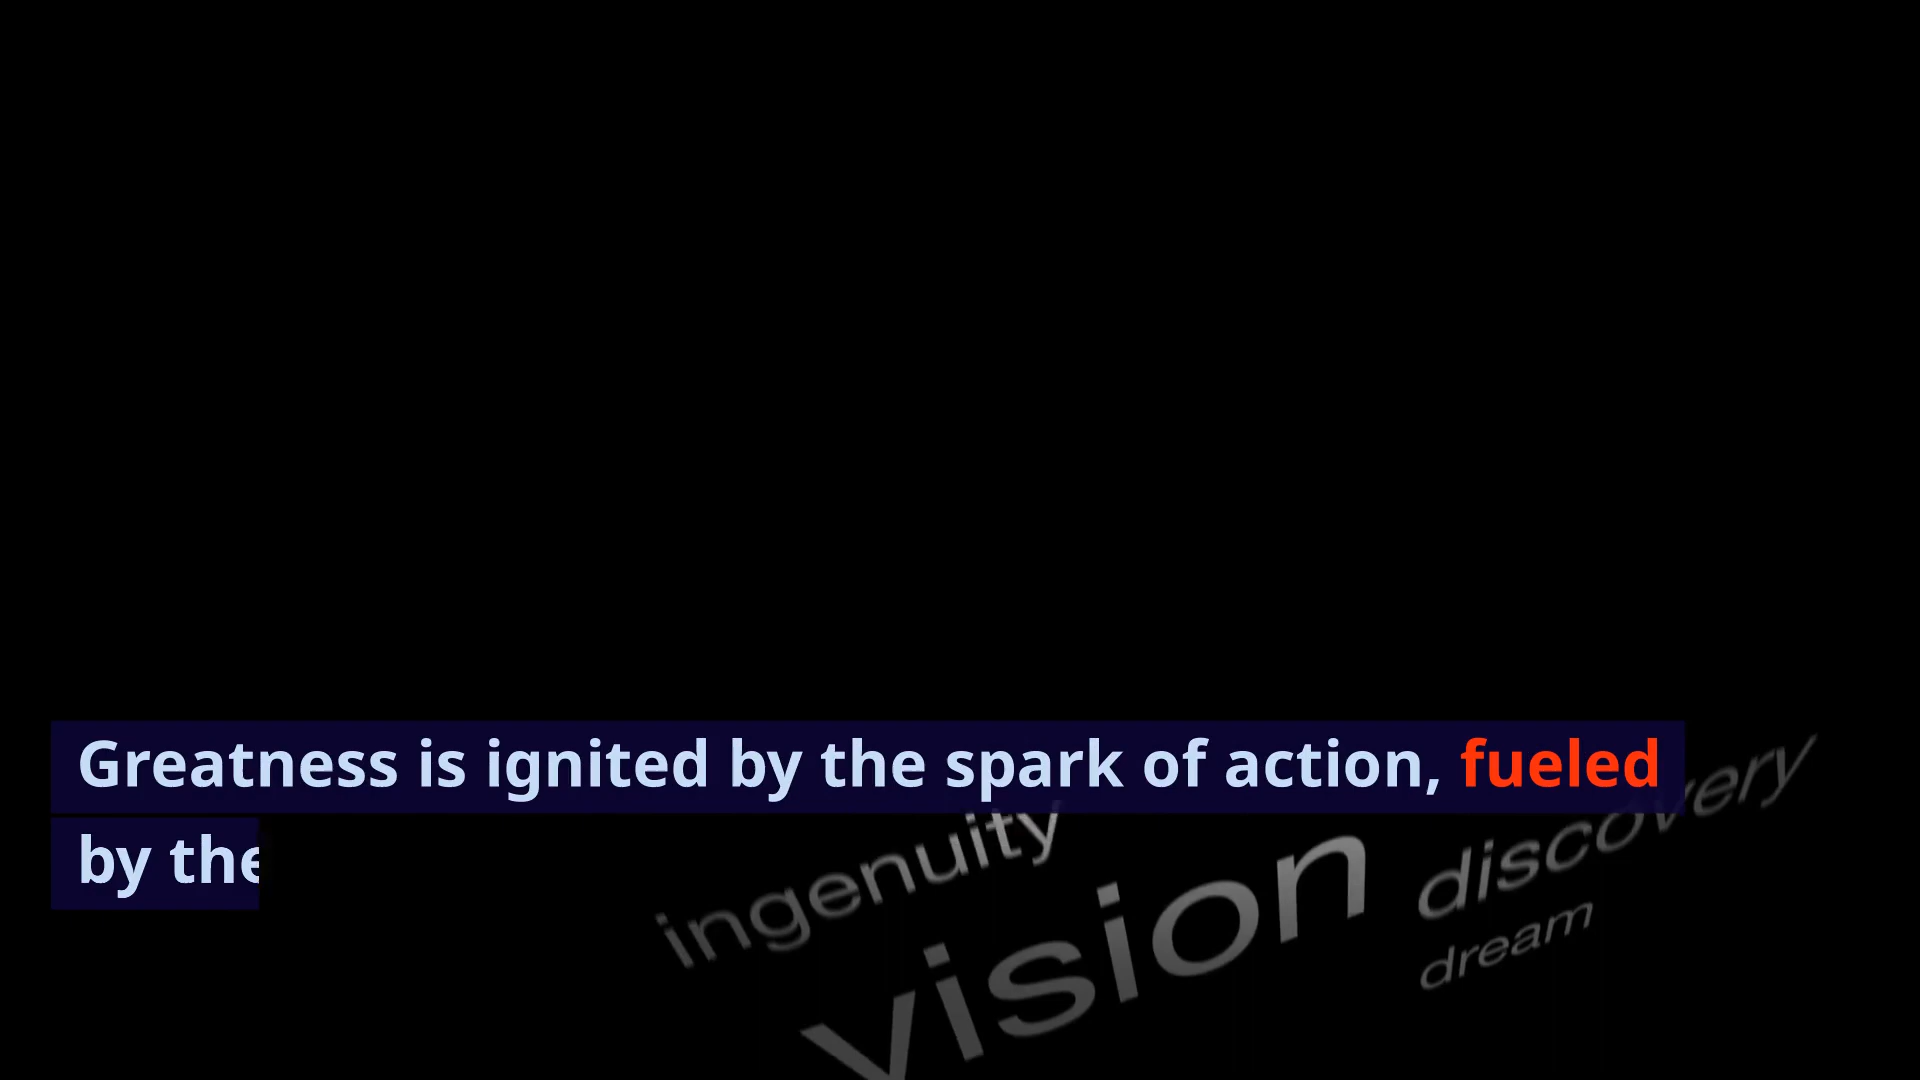 Greatness is ignited by the spark of action, fueled
by the
ingenuity
vision
discovery
dream